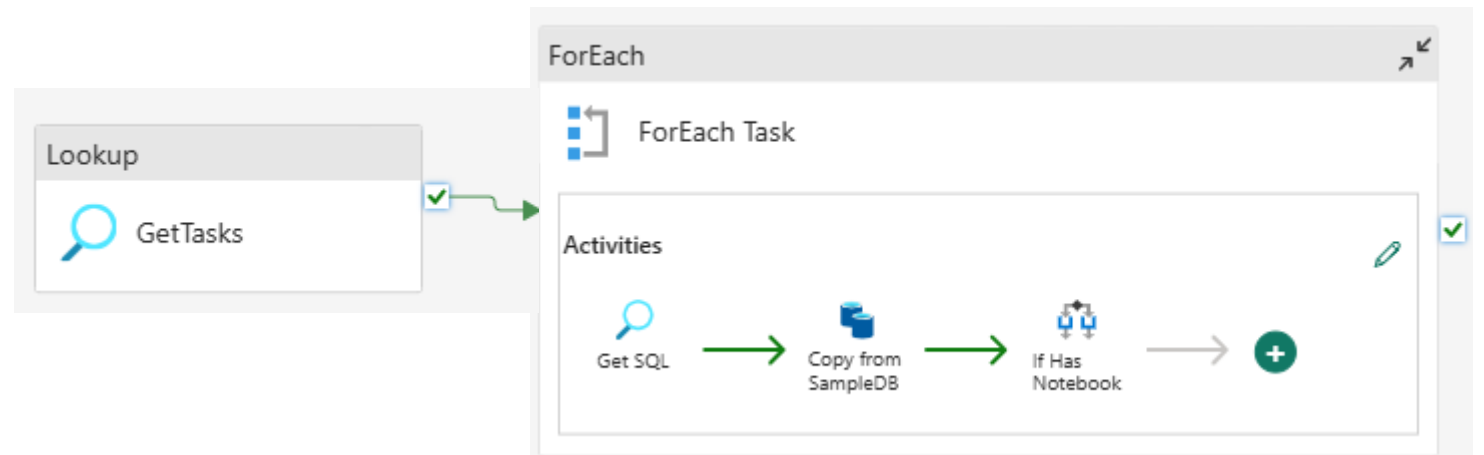 Lookup
GetTasks
ForEach
ForEach Task
Activities
Get SQL
Copy from
SampleDB
If Has
Notebook